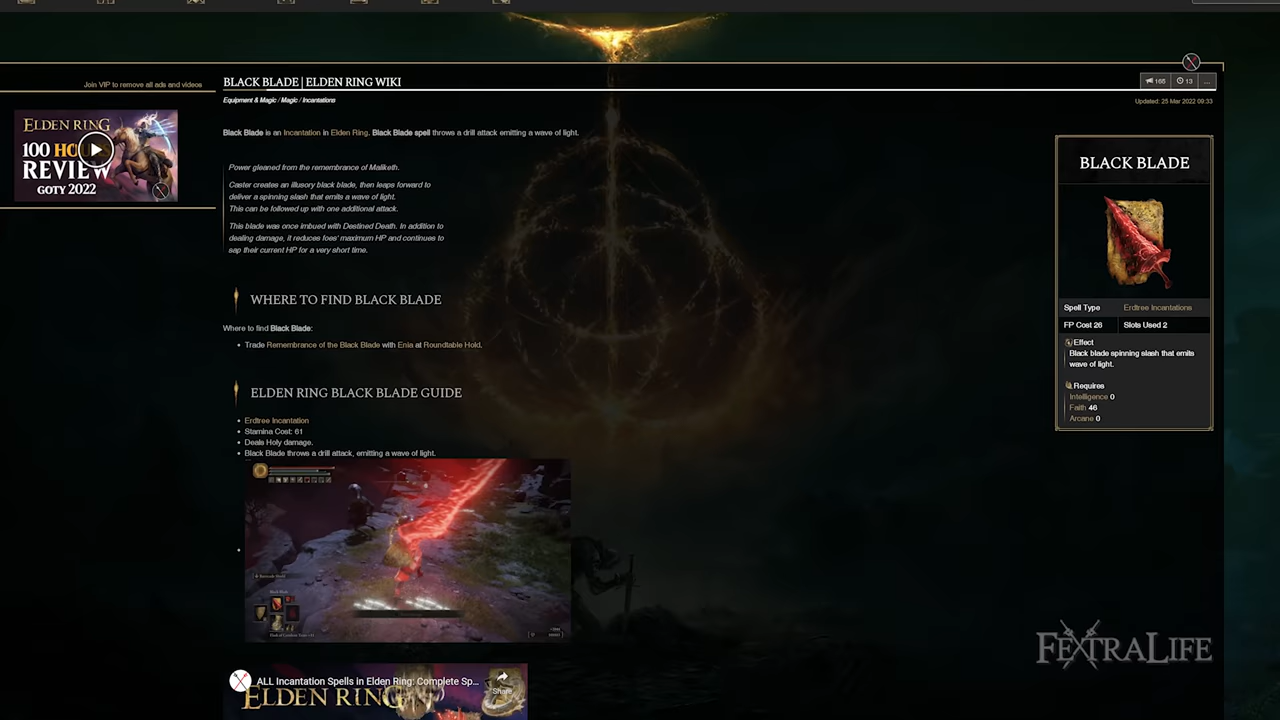 Join VIP to remove all ads and videos
ELDEN RING
100 HO
REVIEW
GOTY 2022
BLACK BLADE | ELDEN RING WIKI
166
13
...
Equipment & Magic / Magic / Incantations
Updated: 25 Mar 2022 09:33
Black Blade is an Incantation in Elden Ring. Black Blade spell throws a drill attack emitting a wave of light.
Power gleaned from the remembrance of Maliketh.
Caster creates an illusory black blade, then leaps forward to
deliver a spinning slash that emits a wave of light.
This can be followed up with one additional attack.
This blade was once imbued with Destined Death. In addition to
dealing damage, it reduces foes' maximum HP and continues to
sap their current HP for a very short time.
WHERE TO FIND BLACK BLADE
Where to find Black Blade:
Trade Remembrance of the Black Blade with Enia at Roundtable Hold.
ELDEN RING BLACK BLADE GUIDE
Erdtree Incantation
Stamina Cost: 61
Deals Holy damage.
Black Blade throws a drill attack, emitting a wave of light.
ALL Incantation Spells in Elden Ring: Complete Sp...
Share
ELDEN RING
BLACK BLADE
Spell Type Erdtree Incantations
FP Cost 26 Slots Used 2
Effect
Black blade spinning slash that emits
wave of light.
Requires
Intelligence 0
Faith 46
Arcane 0
FEXTRALIFE